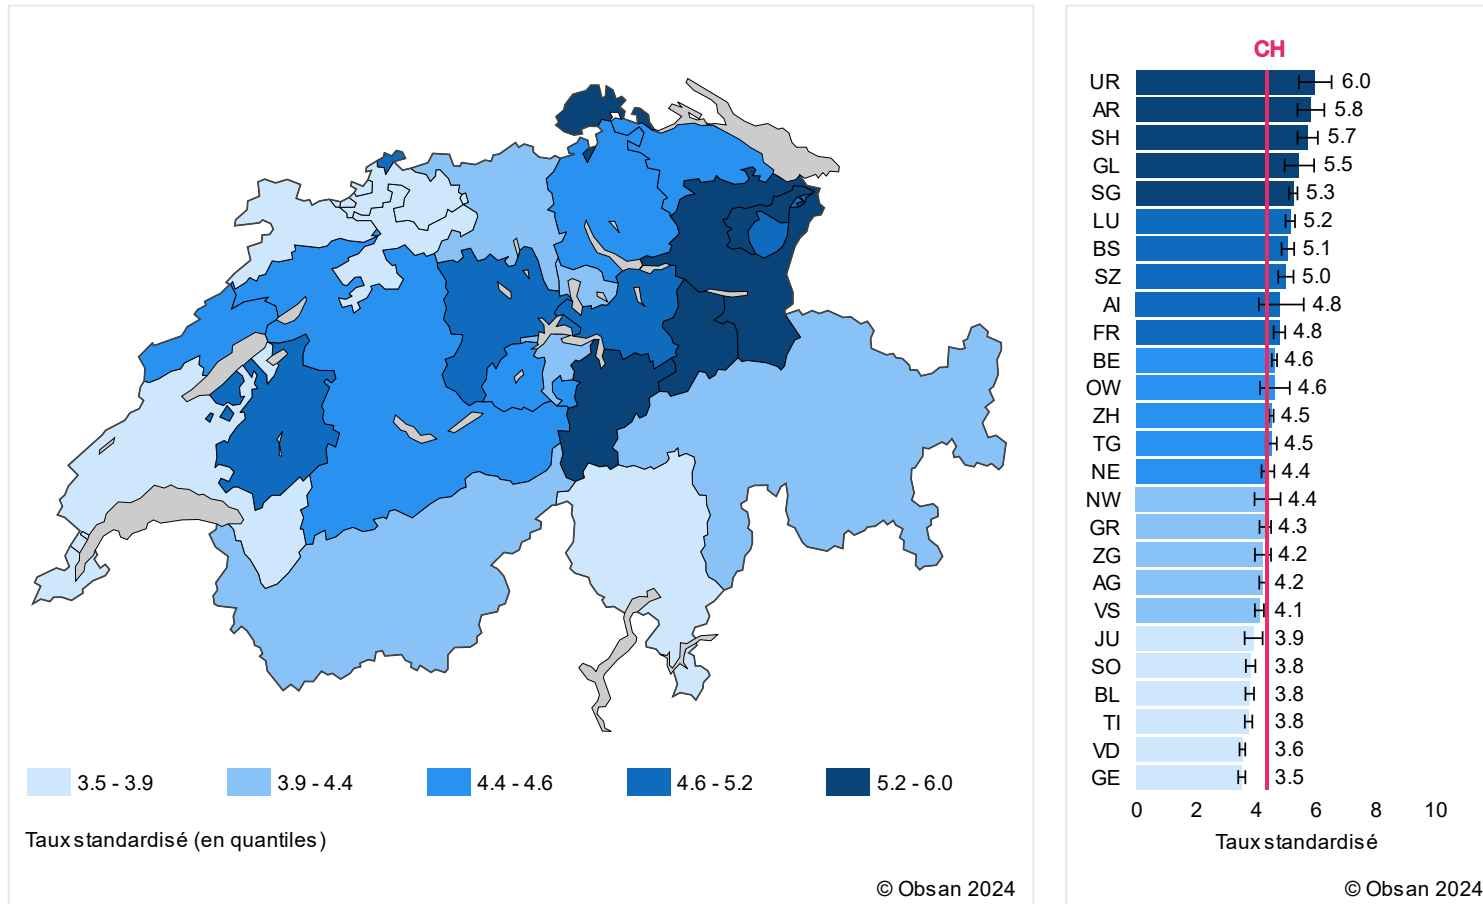 3.5 - 3.9
3.9 - 4.4
4.4 - 4.6
4.6 - 5.2
5.2 - 6.0
Taux standardisé (en quantiles)
© Obsan 2024
CH
UR 6.0
AR 5.8
SH 5.7
GL 5.5
SG 5.3
LU 5.2
BS 5.1
SZ 5.0
AI 4.8
FR 4.8
BE 4.6
OW 4.6
ZH 4.5
TG 4.5
NE 4.4
NW 4.4
GR 4.3
ZG 4.2
AG 4.2
VS 4.1
JU 3.9
SO 3.8
BL 3.8
TI 3.8
VD 3.6
GE 3.5
0 2 4 6 8 10
Taux standardisé
© Obsan 2024